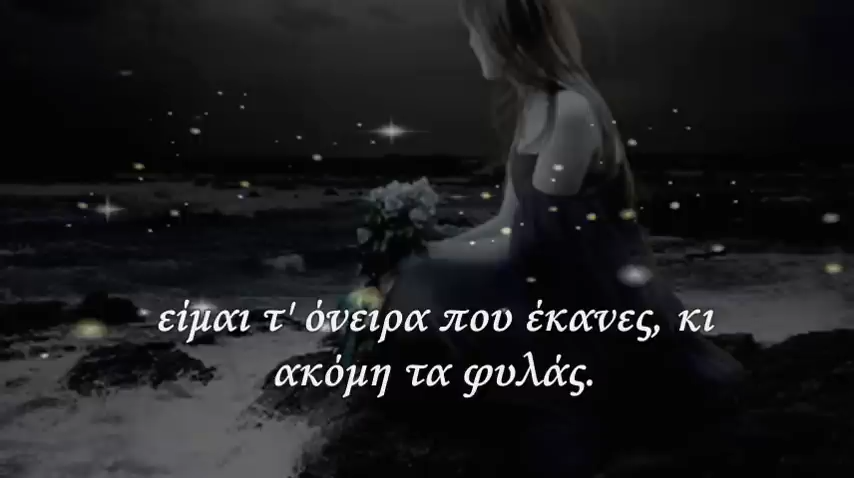 είμαι τ' όνειρα που έκανες, κι
ακόμη τα φυλάς.